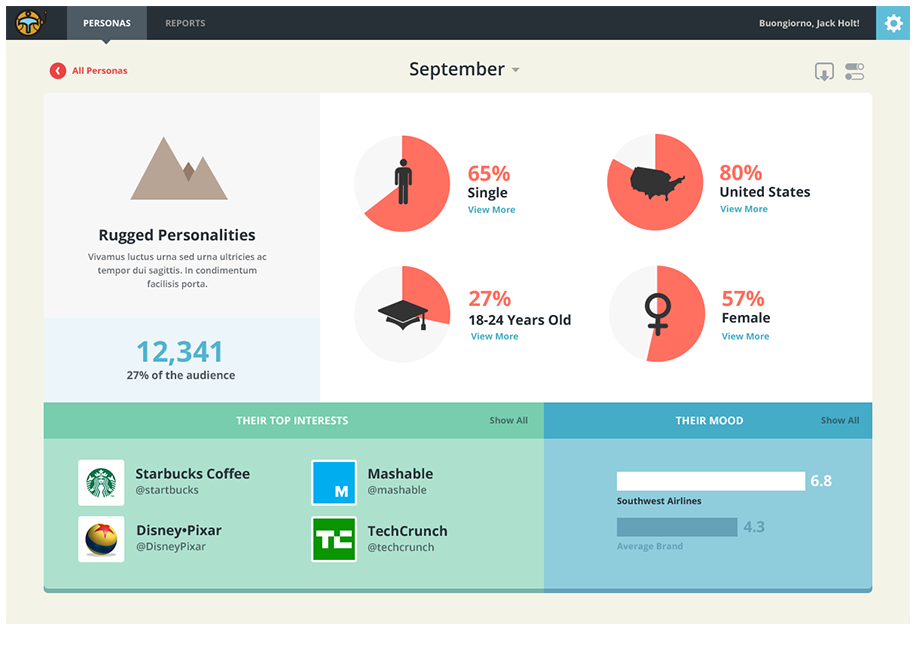 PERSONAS
REPORTS
Buongiorno, Jack Holt!
All Personas
September
Rugged Personalities
Vivamus luctus urna sed urna ultricies ac
tempor dui sagittis. In condimentum
facilisis porta.
12,341
27% of the audience
65%
Single
View More
80%
United States
View More
27%
18-24 Years Old
View More
57%
Female
View More
THEIR TOP INTERESTS
Show All
Starbucks Coffee
@startbucks
M
Mashable
@mashable
Disney•Pixar
@DisneyPixar
TC
TechCrunch
@techcrunch
THEIR MOOD
Show All
6.8
Southwest Airlines
4.3
Average Brand